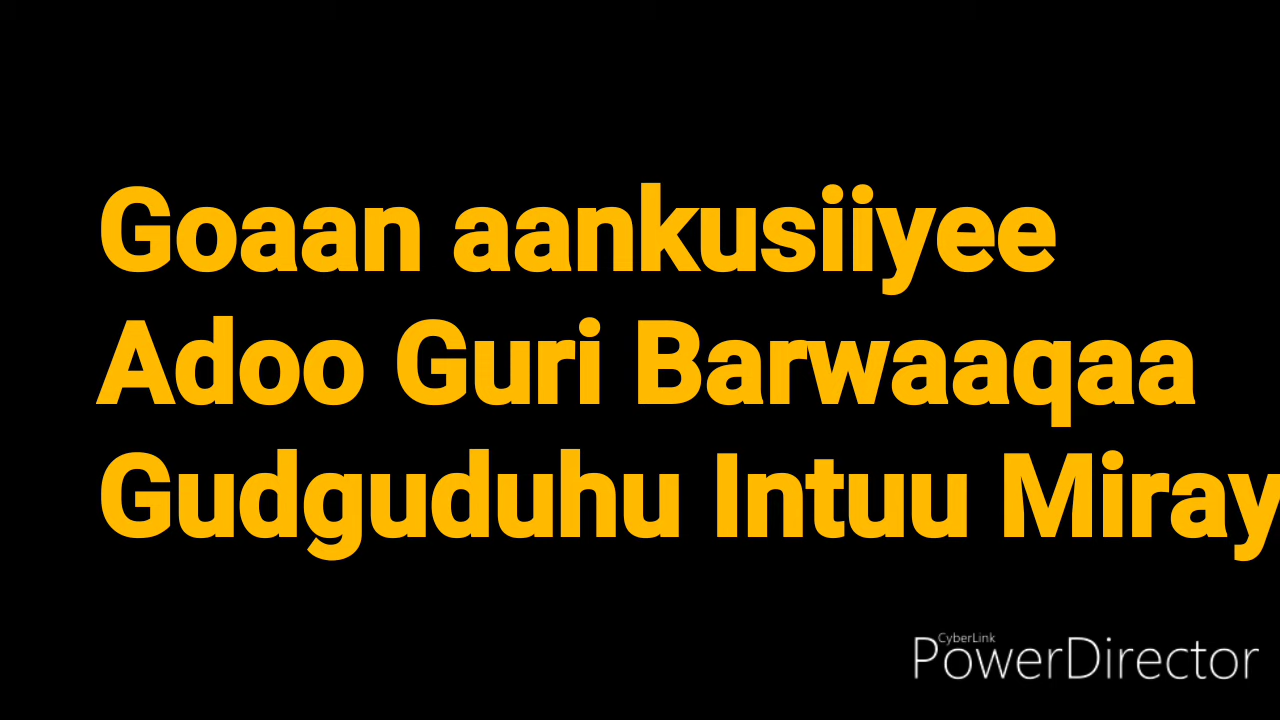 Goaan aankusiiyee
Adoo Guri Barwaaqaa
Gudguduhu Intuu Miray
CyberLink
PowerDirector